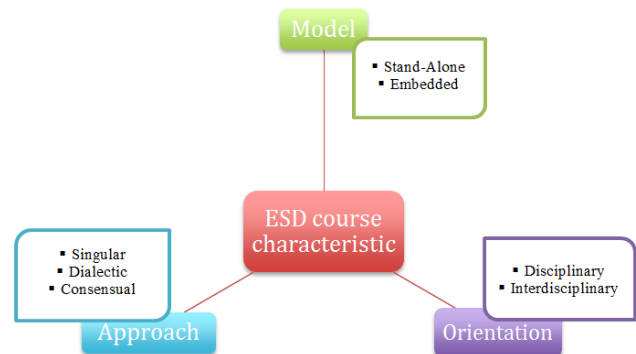 Model
▪ Stand-Alone
▪ Embedded
ESD course
characteristic
▪ Singular
▪ Dialectic
▪ Consensual
Approach
▪ Disciplinary
▪ Interdisciplinary
Orientation